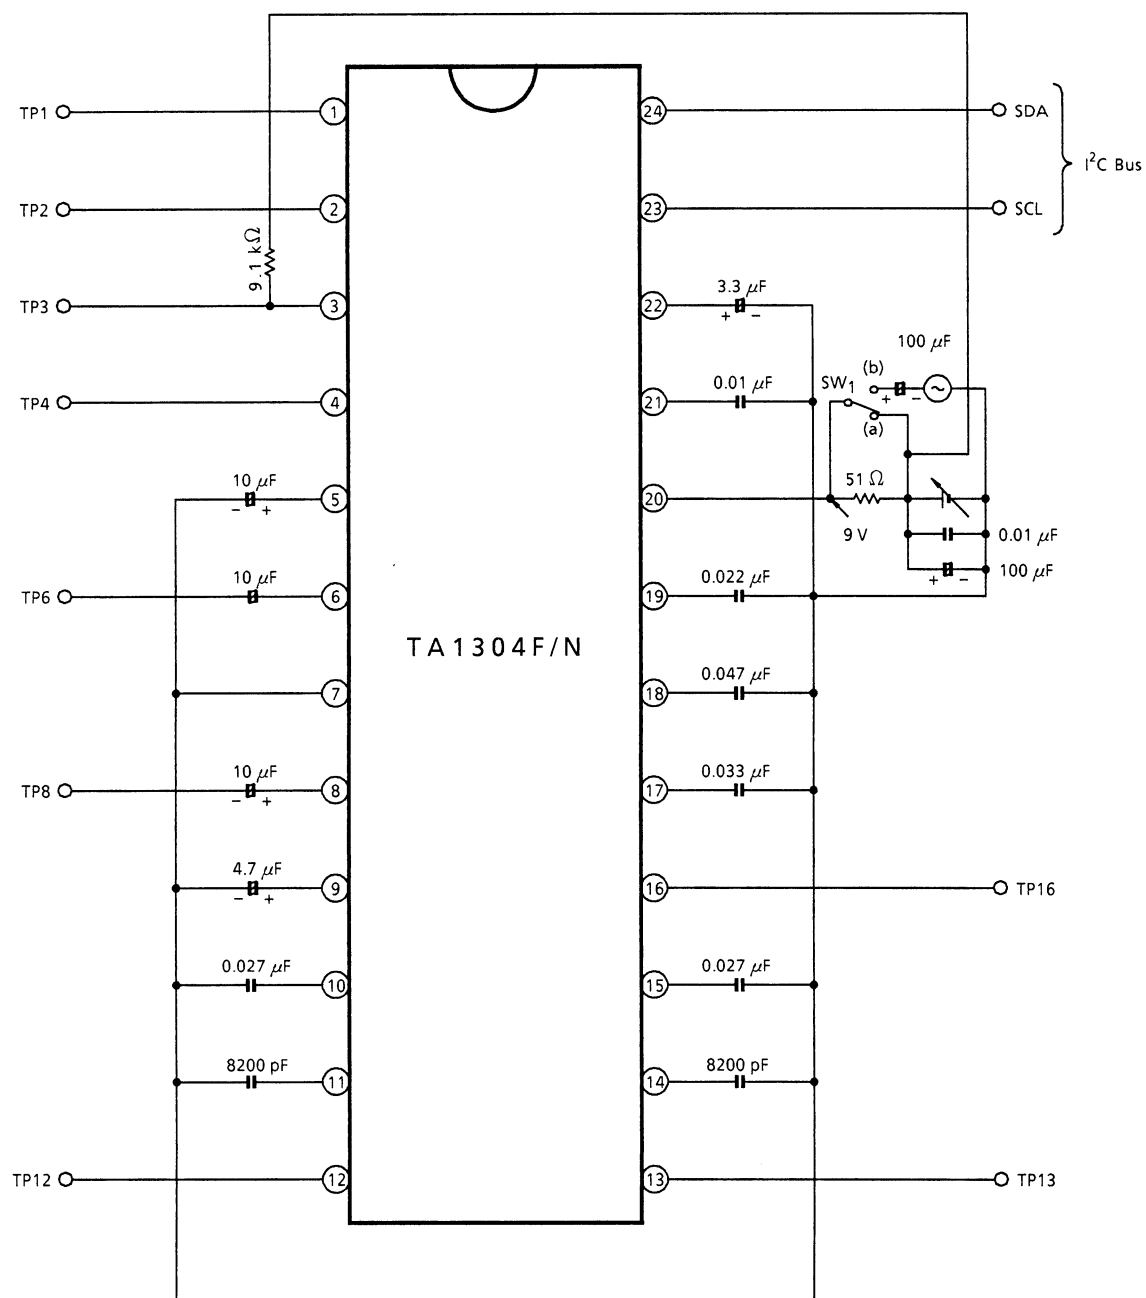 TP1
1
24
SDA
I²C Bus
TP2
2
23
SCL
9.1 kΩ
TP3
3
22
3.3 μF
+ −
100 μF
TP4
4
21
0.01 μF
SW1
(b)
+ −
~
(a)
10 μF
− +
5
20
51 Ω
9 V
0.01 μF
100 μF
+ −
TP6
10 μF
6
19
0.022 μF
TA1304F/N
7
18
0.047 μF
TP8
10 μF
− +
8
17
0.033 μF
4.7 μF
− +
9
16
TP16
0.027 μF
10
15
0.027 μF
8200 pF
11
14
8200 pF
TP12
12
13
TP13